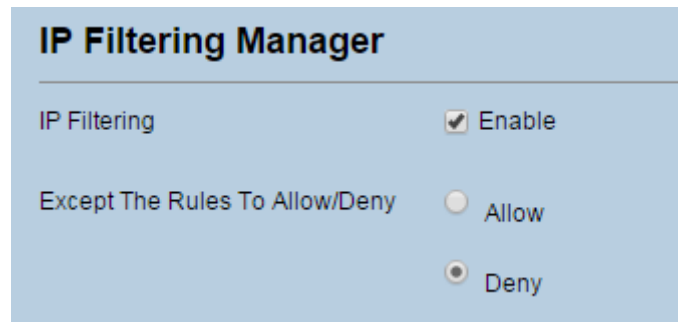 IP Filtering Manager
IP Filtering Enable
Except The Rules To Allow/Deny Allow
Deny